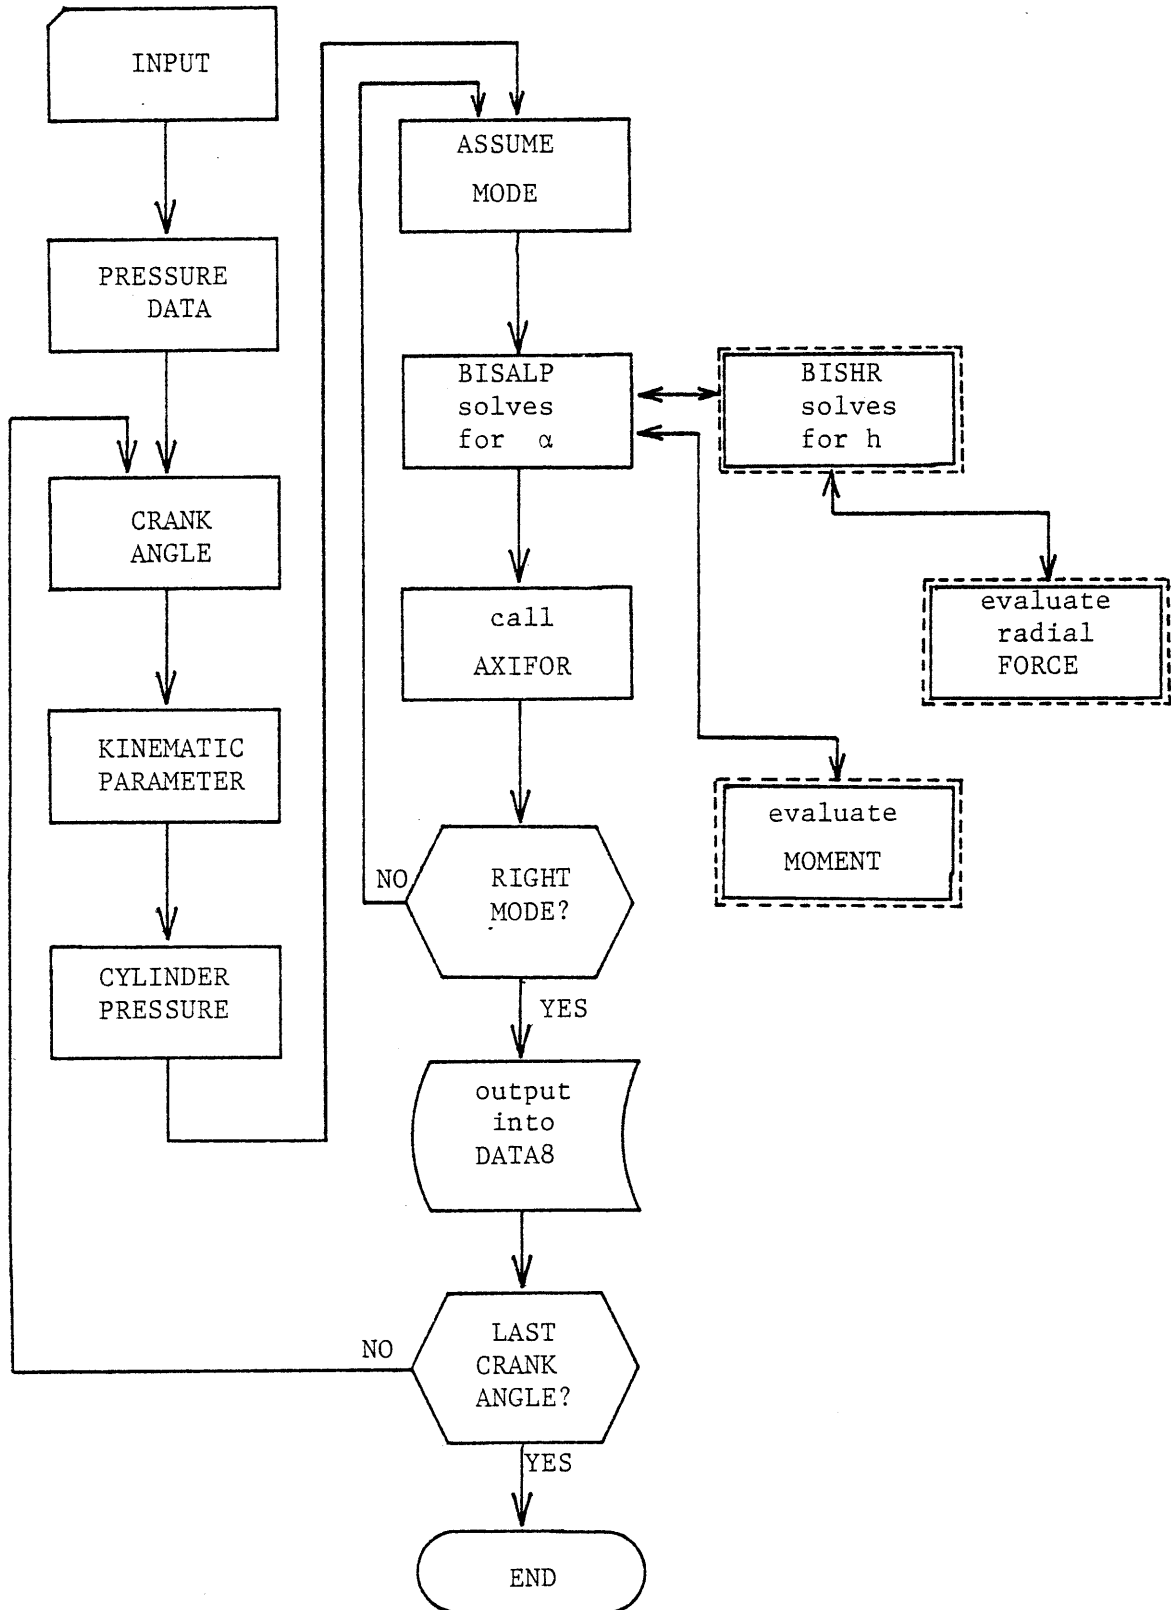 INPUT
PRESSURE
DATA
CRANK
ANGLE
KINEMATIC
PARAMETER
CYLINDER
PRESSURE
ASSUME
MODE
BISALP
solves
for α
BISHR
solves
for h
evaluate
radial
FORCE
evaluate
MOMENT
call
AXIFOR
RIGHT
MODE?
NO
YES
output
into
DATA8
LAST
CRANK
ANGLE?
NO
YES
END